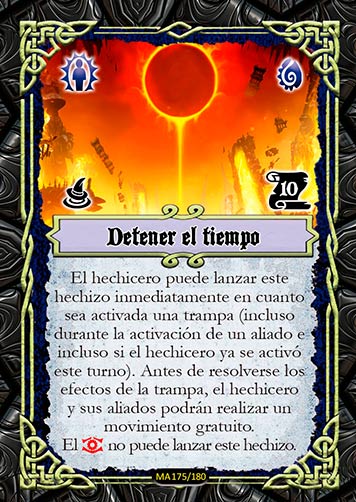 10
Detener el tiempo
El hechicero puede lanzar este
hechizo inmediatamente en cuanto
sea activada una trampa (incluso
durante la activación de un aliado e
incluso si el hechicero ya se activó
este turno). Antes de resolverse los
efectos de la trampa, el hechicero
y sus aliados podrán realizar un
movimiento gratuito.
El no puede lanzar este hechizo.
MA175/180